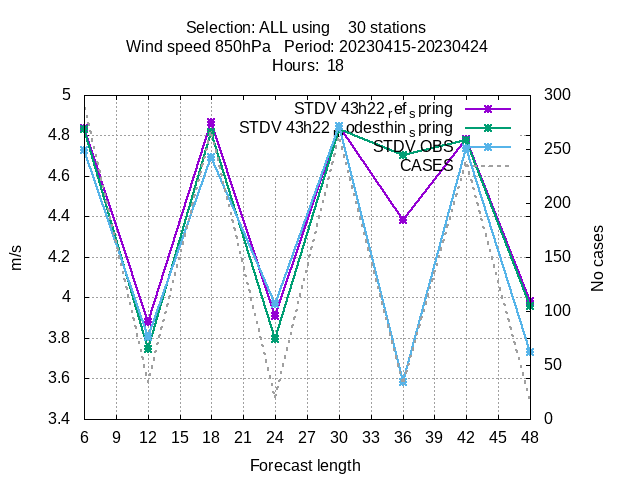 Selection: ALL using 30 stations
Wind speed 850hPa Period: 20230415-20230424
Hours: 18
STDV 43h22 ref spring
STDV 43h22 nodesthin spring
STDV OBS
CASES
5
4.8
4.6
4.4
4.2
4
3.8
3.6
3.4
m/s
300
250
200
150
100
50
0
No cases
6 9 12 15 18 21 24 27 30 33 36 39 42 45 48
Forecast length